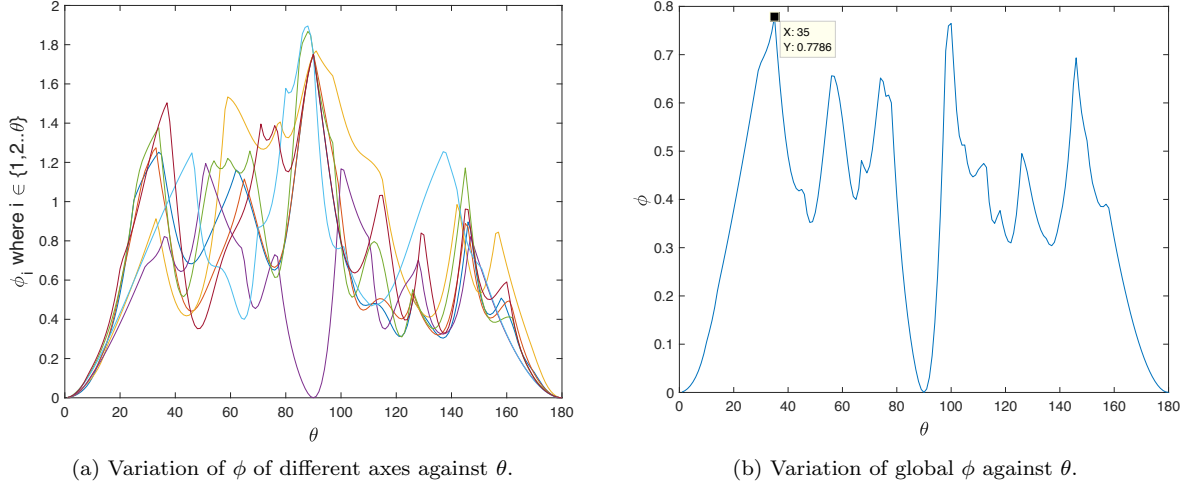 2
1.8
1.6
1.4
1.2
1
0.8
0.6
0.4
0.2
0
ϕi where i ∈ {1,2..θ}
0 20 40 60 80 100 120 140 160 180
θ
(a) Variation of ϕ of different axes against θ.
0.8
0.7
0.6
0.5
0.4
0.3
0.2
0.1
0
ϕ
X: 35
Y: 0.7786
0 20 40 60 80 100 120 140 160 180
θ
(b) Variation of global ϕ against θ.